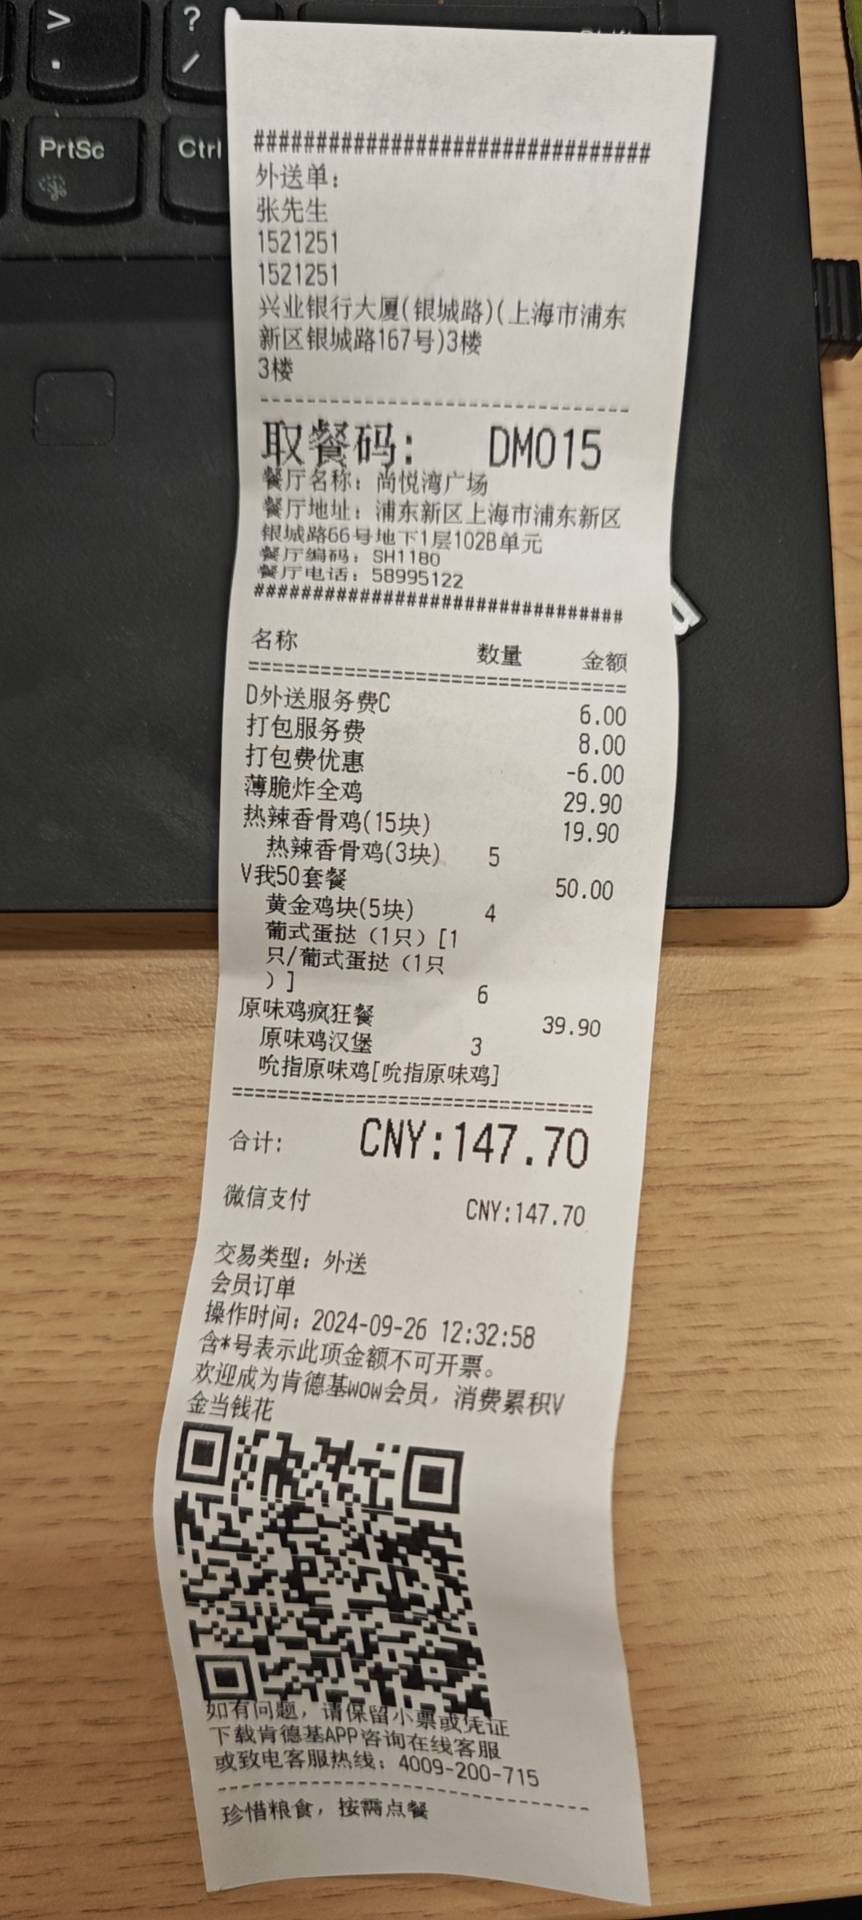 >
.
?
/
PrtSc
Ctrl
################################
外送单:
张先生
1521251
1521251
兴业银行大厦(银城路)(上海市浦东
新区银城路167号)3楼
3楼
--------------------------------
取餐码: DM015
餐厅名称: 尚悦湾广场
餐厅地址: 浦东新区上海市浦东新区
银城路66号地下1层102B单元
餐厅编码: SH1180
餐厅电话: 58995122
################################
名称 数量 金额
================================
D外送服务费C 6.00
打包服务费 8.00
打包费优惠 -6.00
薄脆炸全鸡 29.90
热辣香骨鸡(15块) 19.90
热辣香骨鸡(3块) 5
V我50套餐 50.00
黄金鸡块(5块) 4
葡式蛋挞（1只）[1
只/葡式蛋挞（1只
）] 6
原味鸡疯狂餐 39.90
原味鸡汉堡 3
吮指原味鸡[吮指原味鸡]
================================
合计: CNY:147.70
微信支付 CNY:147.70
交易类型: 外送
会员订单
操作时间: 2024-09-26 12:32:58
含*号表示此项金额不可开票。
欢迎成为肯德基wow会员，消费累积V
金当钱花
如有问题，请保留小票或凭证
下载肯德基APP咨询在线客服
或致电客服热线: 4009-200-715
--------------------------------
珍惜粮食，按需点餐